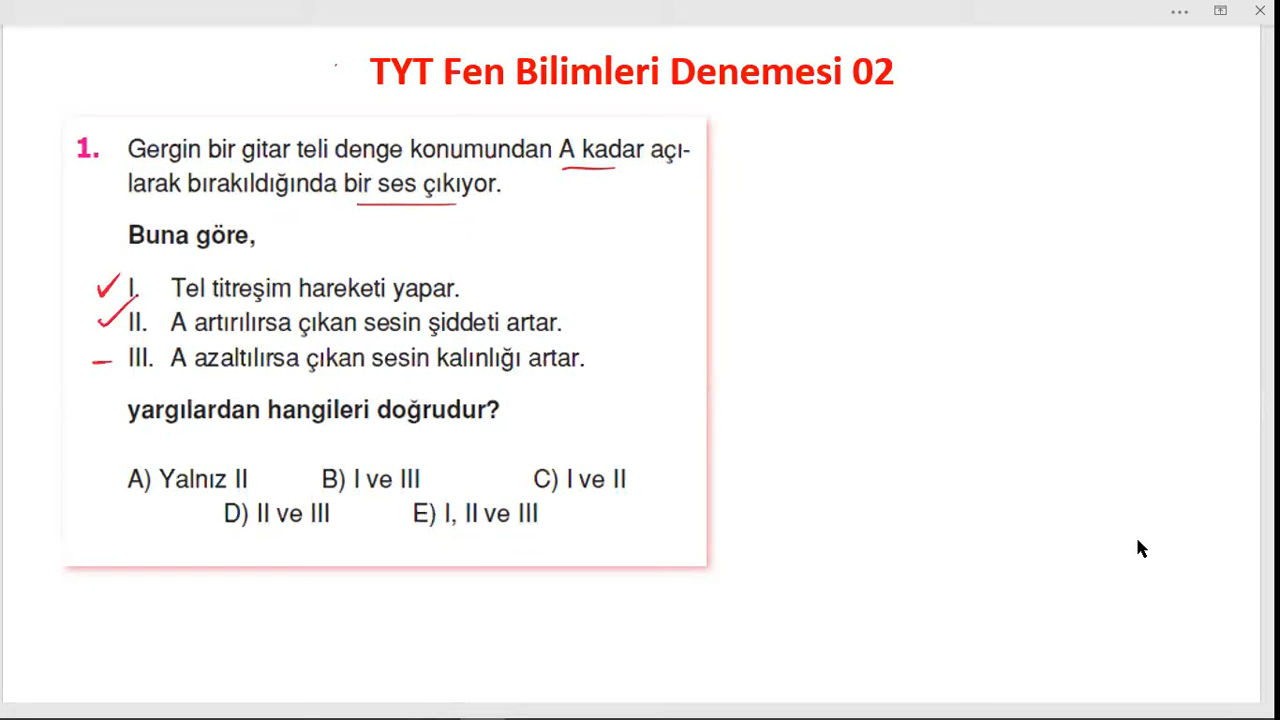 TYT Fen Bilimleri Denemesi 02
1. Gergin bir gitar teli denge konumundan A kadar açı-
larak bırakıldığında bir ses çıkıyor.
Buna göre,
I. Tel titreşim hareketi yapar.
II. A artırılırsa çıkan sesin şiddeti artar.
III. A azaltılırsa çıkan sesin kalınlığı artar.
yargılardan hangileri doğrudur?
A) Yalnız II B) I ve III C) I ve II
D) II ve III E) I, II ve III